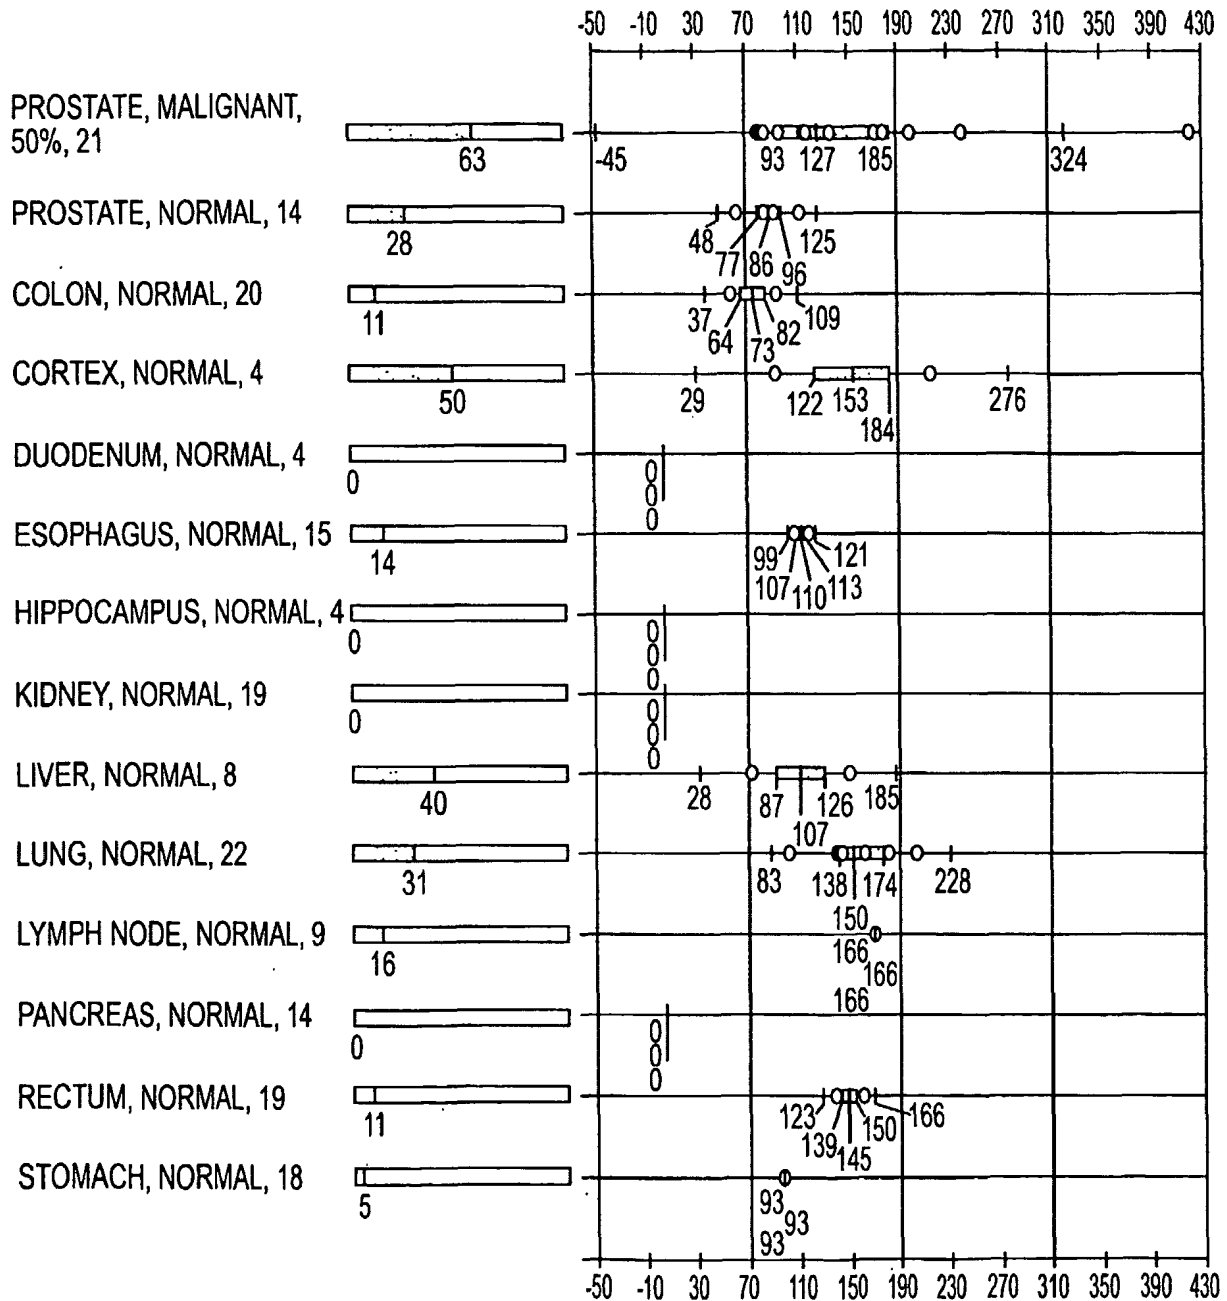 -50 -10 30 70 110 150 190 230 270 310 350 390 430
PROSTATE, MALIGNANT,
50%, 21
63
-45 93 127 185 324
PROSTATE, NORMAL, 14
28
48 77 86 96 125
COLON, NORMAL, 20
11
37 64 73 82 109
CORTEX, NORMAL, 4
50
29 122 153 184 276
DUODENUM, NORMAL, 4
0
0
0
0
ESOPHAGUS, NORMAL, 15
14
99 121
107 110 113
HIPPOCAMPUS, NORMAL, 4
0
0
0
0
KIDNEY, NORMAL, 19
0
0
0
0
LIVER, NORMAL, 8
40
28 87 126 185
107
LUNG, NORMAL, 22
31
83 138 174 228
150
LYMPH NODE, NORMAL, 9
16
166
166
166
PANCREAS, NORMAL, 14
0
0
0
0
RECTUM, NORMAL, 19
11
123 150 166
139 145
STOMACH, NORMAL, 18
5
93
93
93
-50 -10 30 70 110 150 190 230 270 310 350 390 430